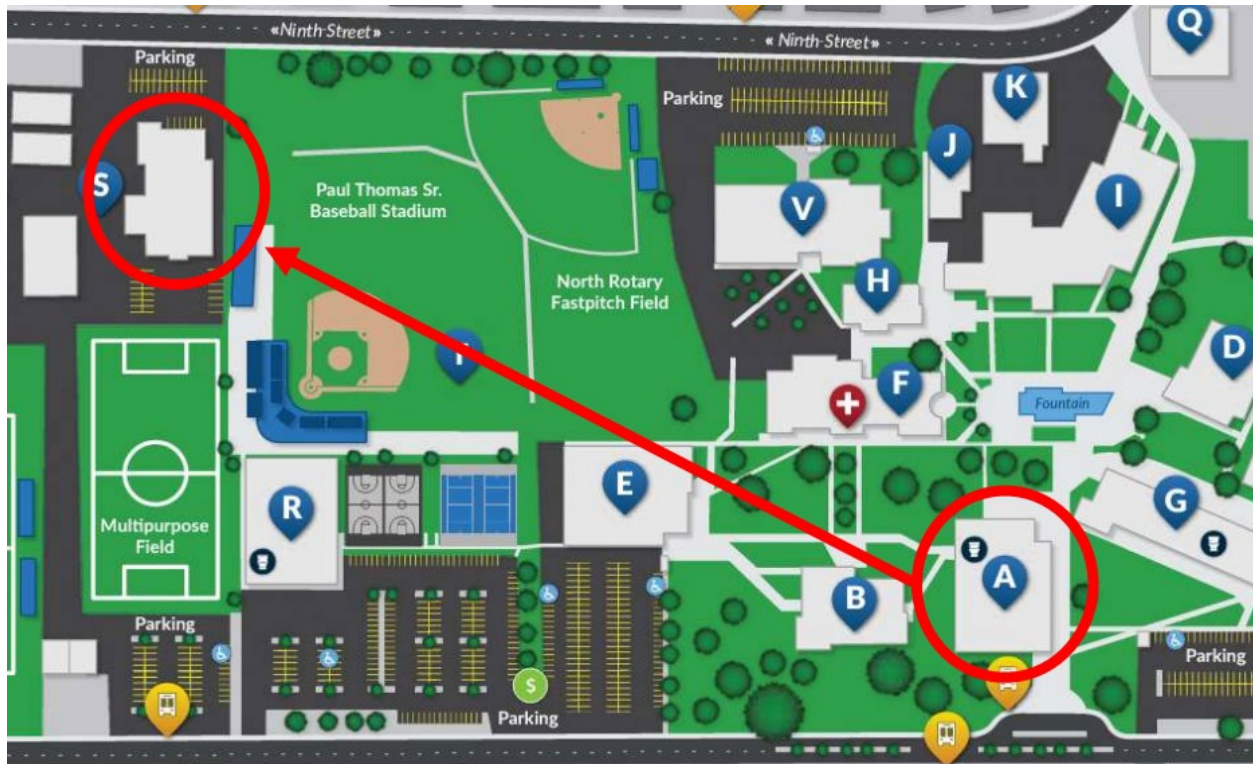 «Ninth Street»
« Ninth Street»
Q
Parking
K
Parking
J
S
Paul Thomas Sr.
Baseball Stadium
V
I
North Rotary
Fastpitch Field
H
D
T
F
Fountain
E
G
R
Multipurpose
Field
A
B
Parking
Parking
$
Parking